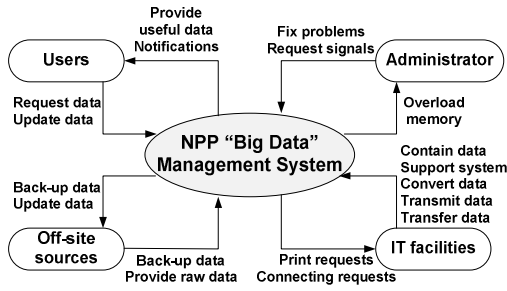 Provide
useful data
Notifications
Fix problems
Request signals
Users
Administrator
Request data
Update data
Overload
memory
NPP “Big Data”
Management System
Contain data
Support system
Convert data
Transmit data
Transfer data
Back-up data
Update data
Off-site
sources
Back-up data
Provide raw data
Print requests
Connecting requests
IT facilities